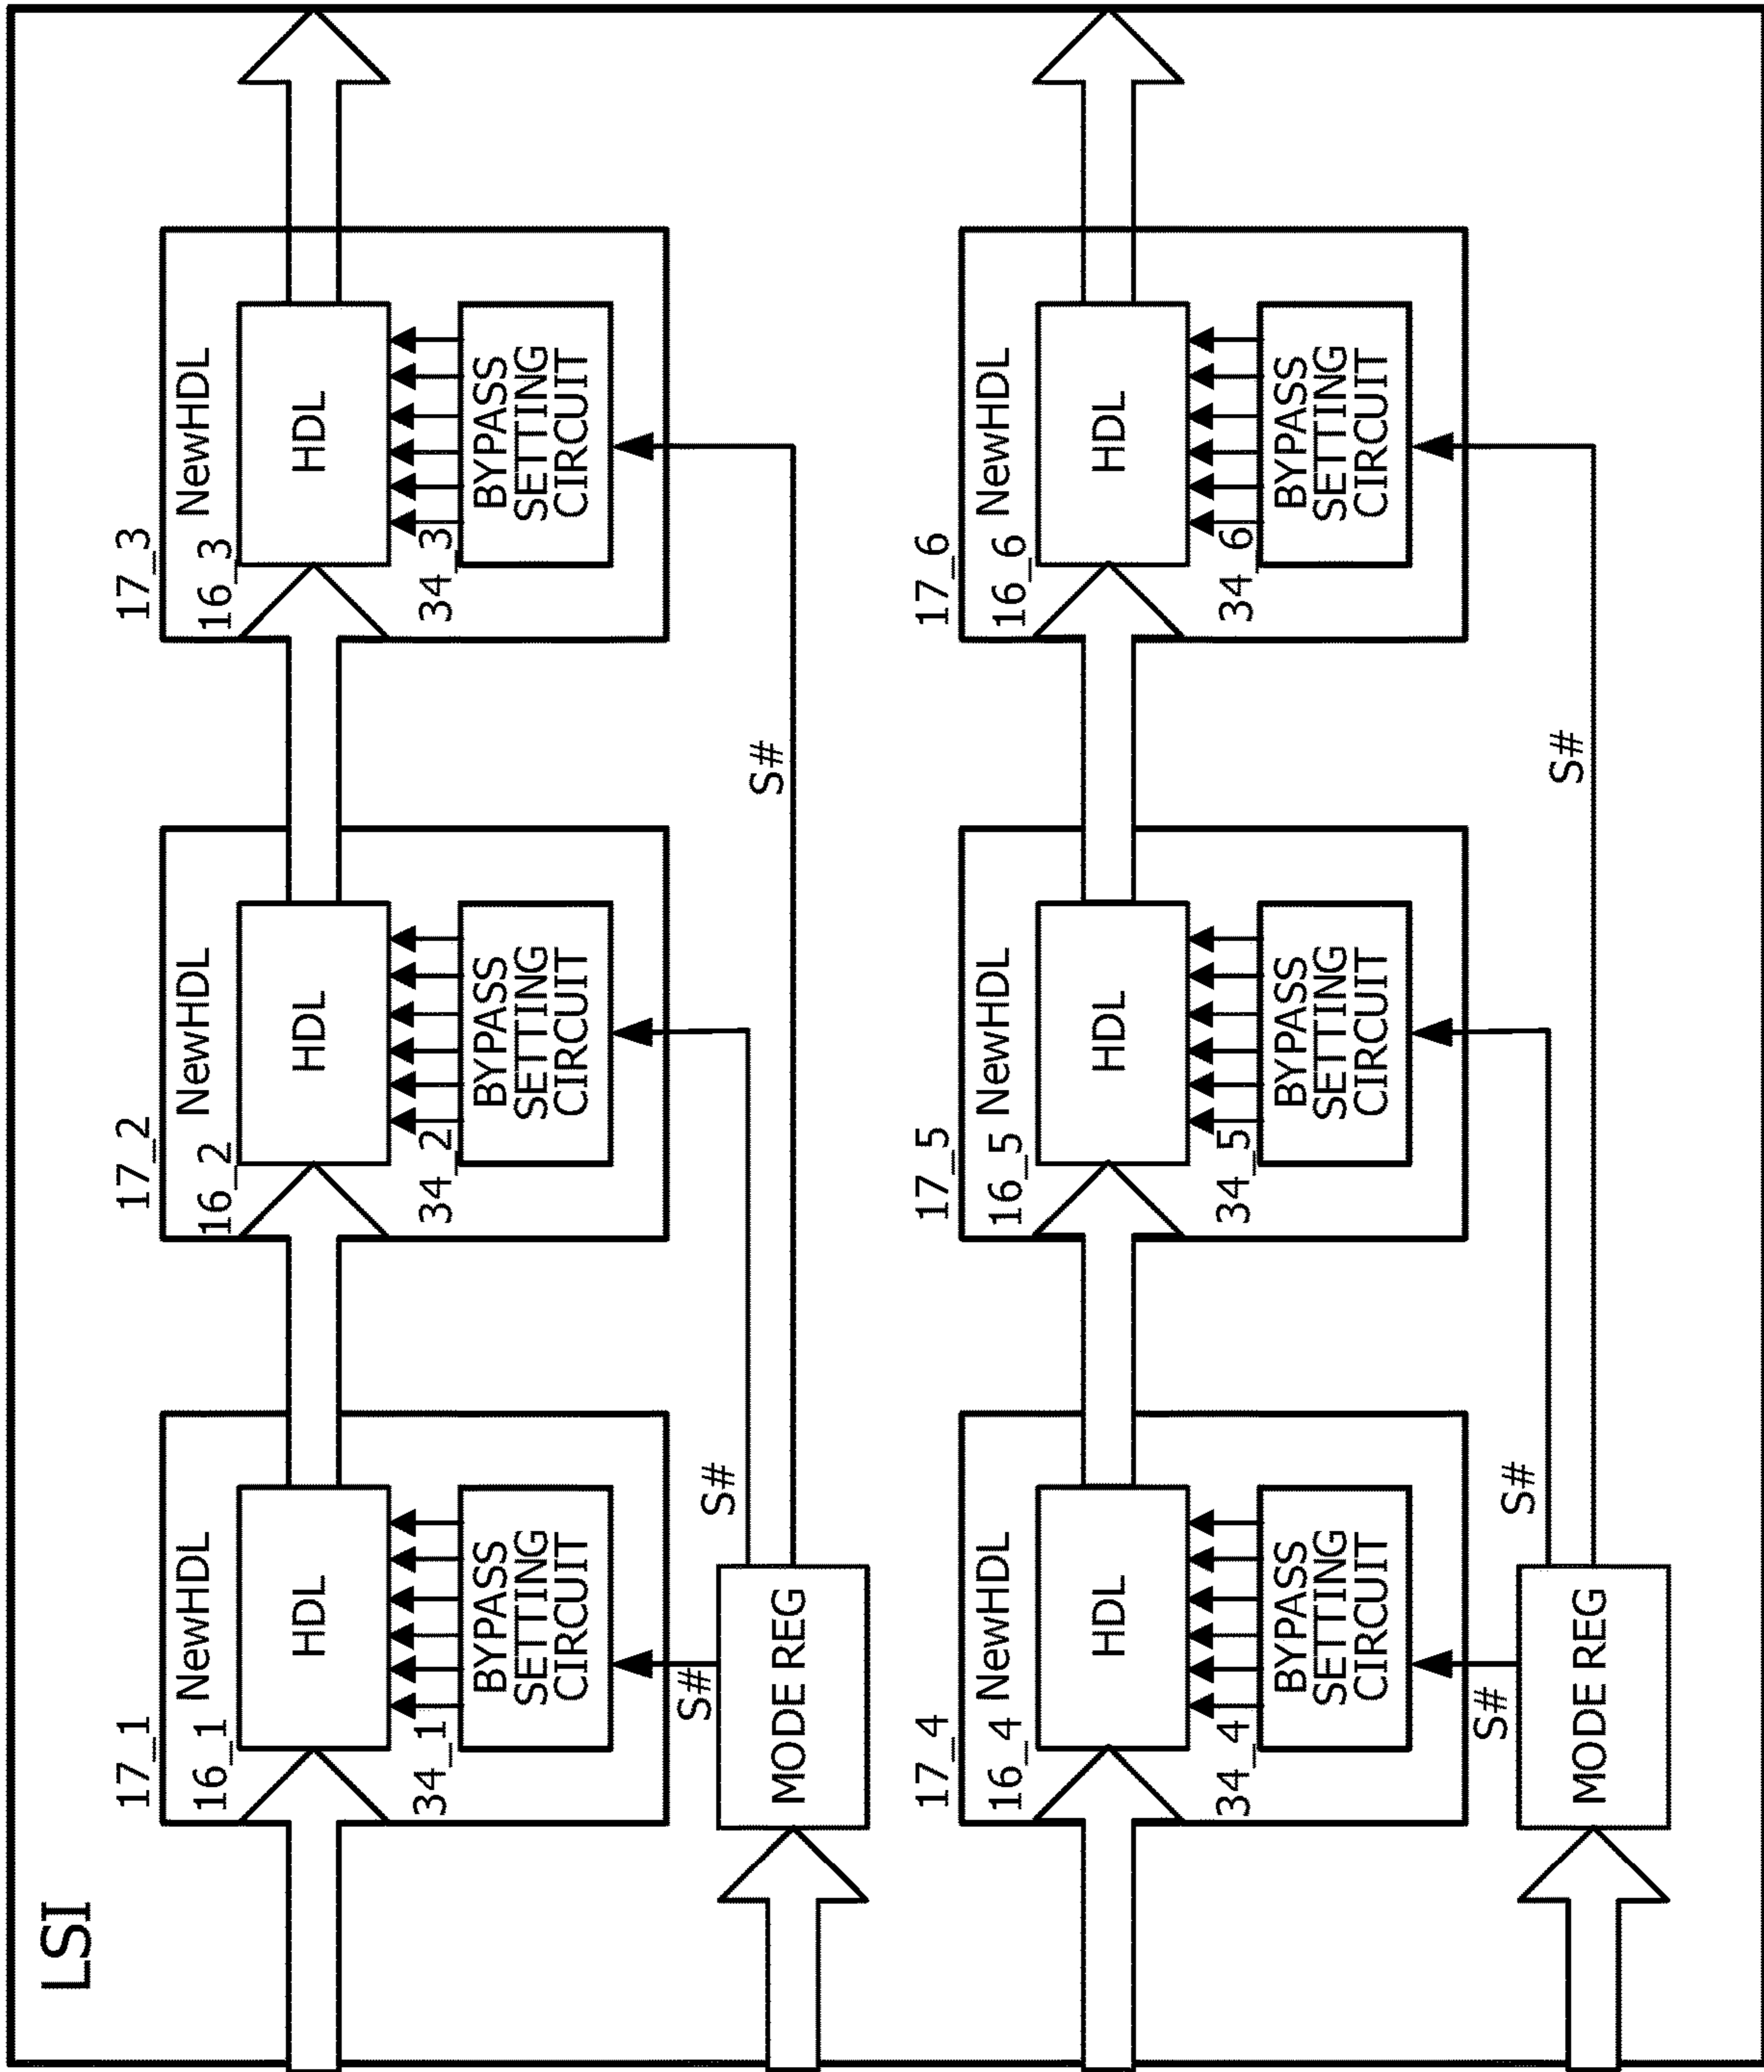 LSI
17_1
NewHDL
16_1
HDL
34_1
BYPASS
SETTING
CIRCUIT
S#
MODE REG
S#
S#
17_2
NewHDL
16_2
HDL
34_2
BYPASS
SETTING
CIRCUIT
17_3
NewHDL
16_3
HDL
34_3
BYPASS
SETTING
CIRCUIT
17_4
NewHDL
16_4
HDL
34_4
BYPASS
SETTING
CIRCUIT
S#
MODE REG
S#
S#
17_5
NewHDL
16_5
HDL
34_5
BYPASS
SETTING
CIRCUIT
17_6
NewHDL
16_6
HDL
34_6
BYPASS
SETTING
CIRCUIT